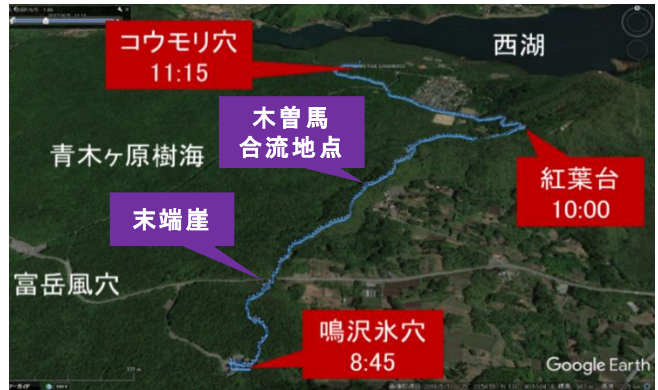 コウモリ穴
11:15
西湖
木曽馬
合流地点
青木ヶ原樹海
紅葉台
10:00
末端崖
富岳風穴
鳴沢氷穴
8:45
Google Earth